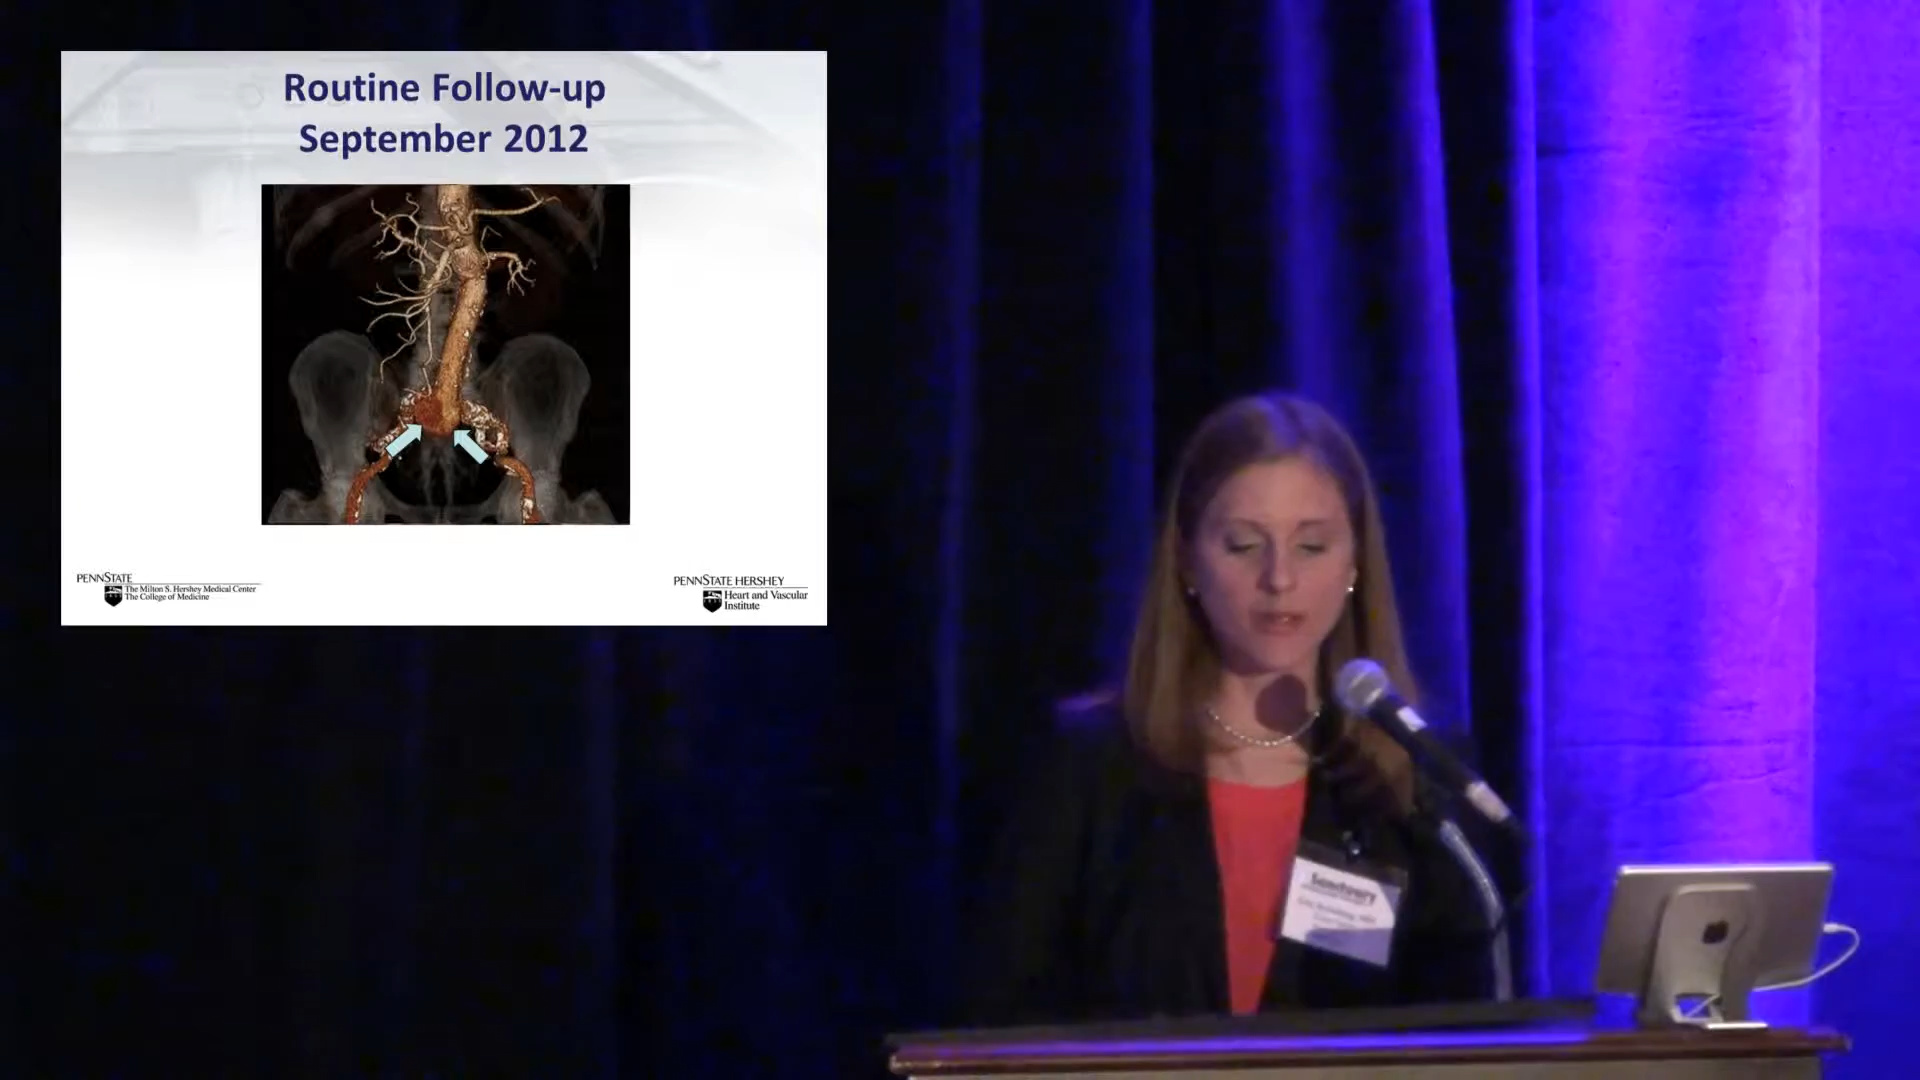 Routine Follow-up
September 2012
PENNSTATE
The Milton S. Hershey Medical Center
The College of Medicine
PENNSTATE HERSHEY
Heart and Vascular
Institute
Sanctuary